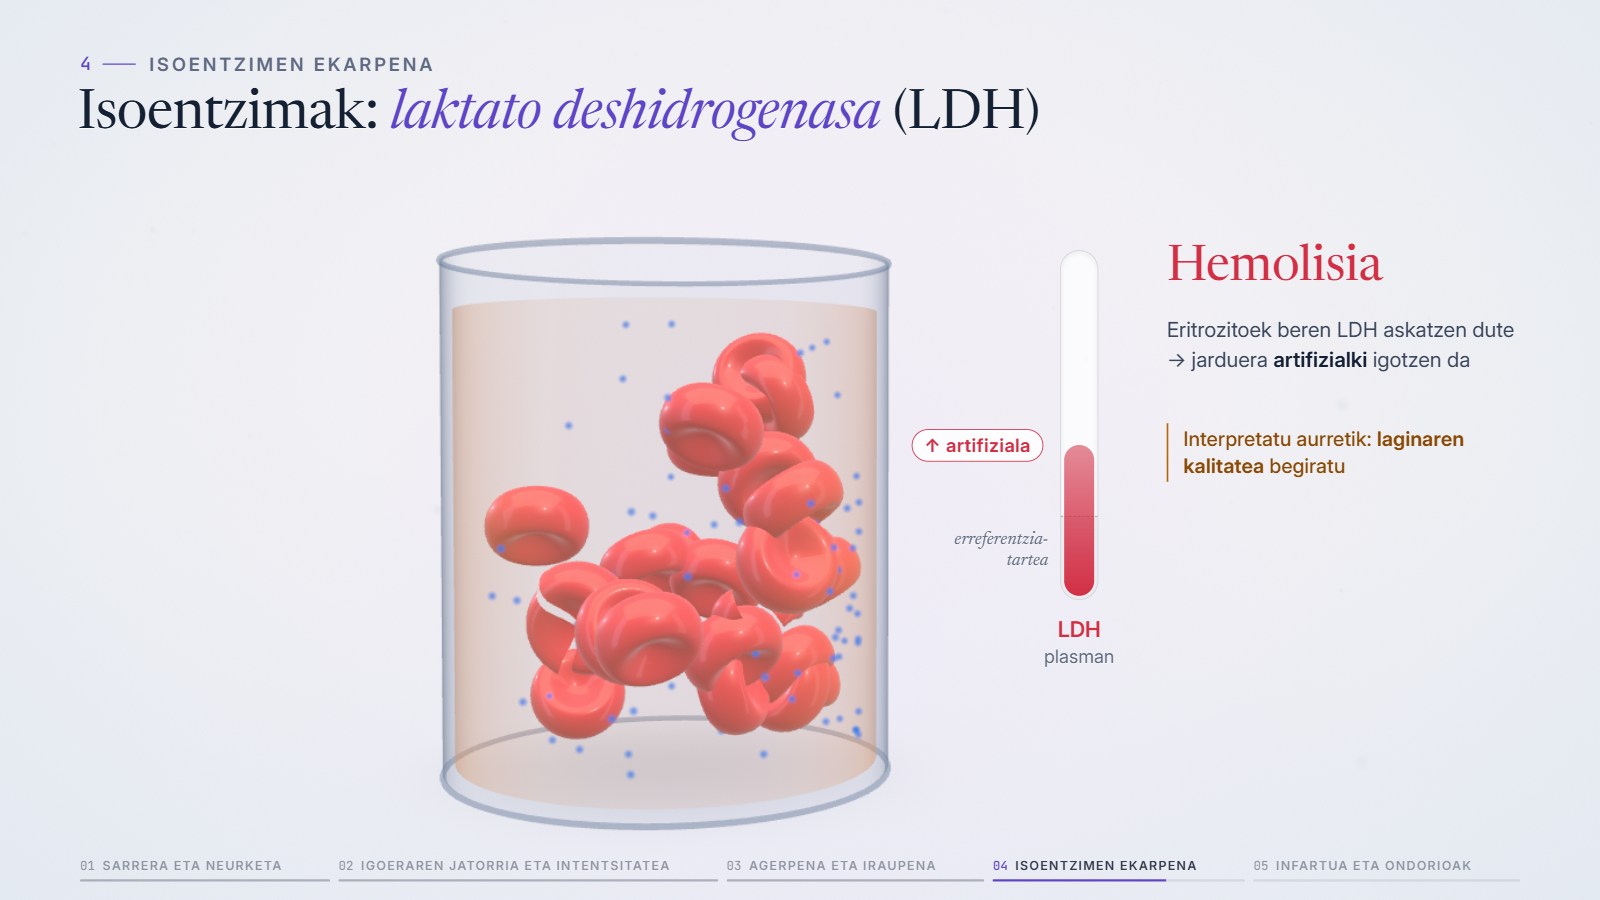 4 — ISOENTZIMEN EKARPENA
Isoentzimak: laktato deshidrogenasa (LDH)
Hemolisia
Eritrozitoek beren LDH askatzen dute
→ jarduera artifizialki igotzen da
Interpretatu aurretik: laginaren
kalitatea begiratu
↑ artifiziala
erreferentzia-
tartea
LDH
plasman
01 SARRERA ETA NEURKETA
02 IGOERAREN JATORRIA ETA INTENTSITATEA
03 AGERPENA ETA IRAUPENA
04 ISOENTZIMEN EKARPENA
05 INFARTUA ETA ONDORIOAK